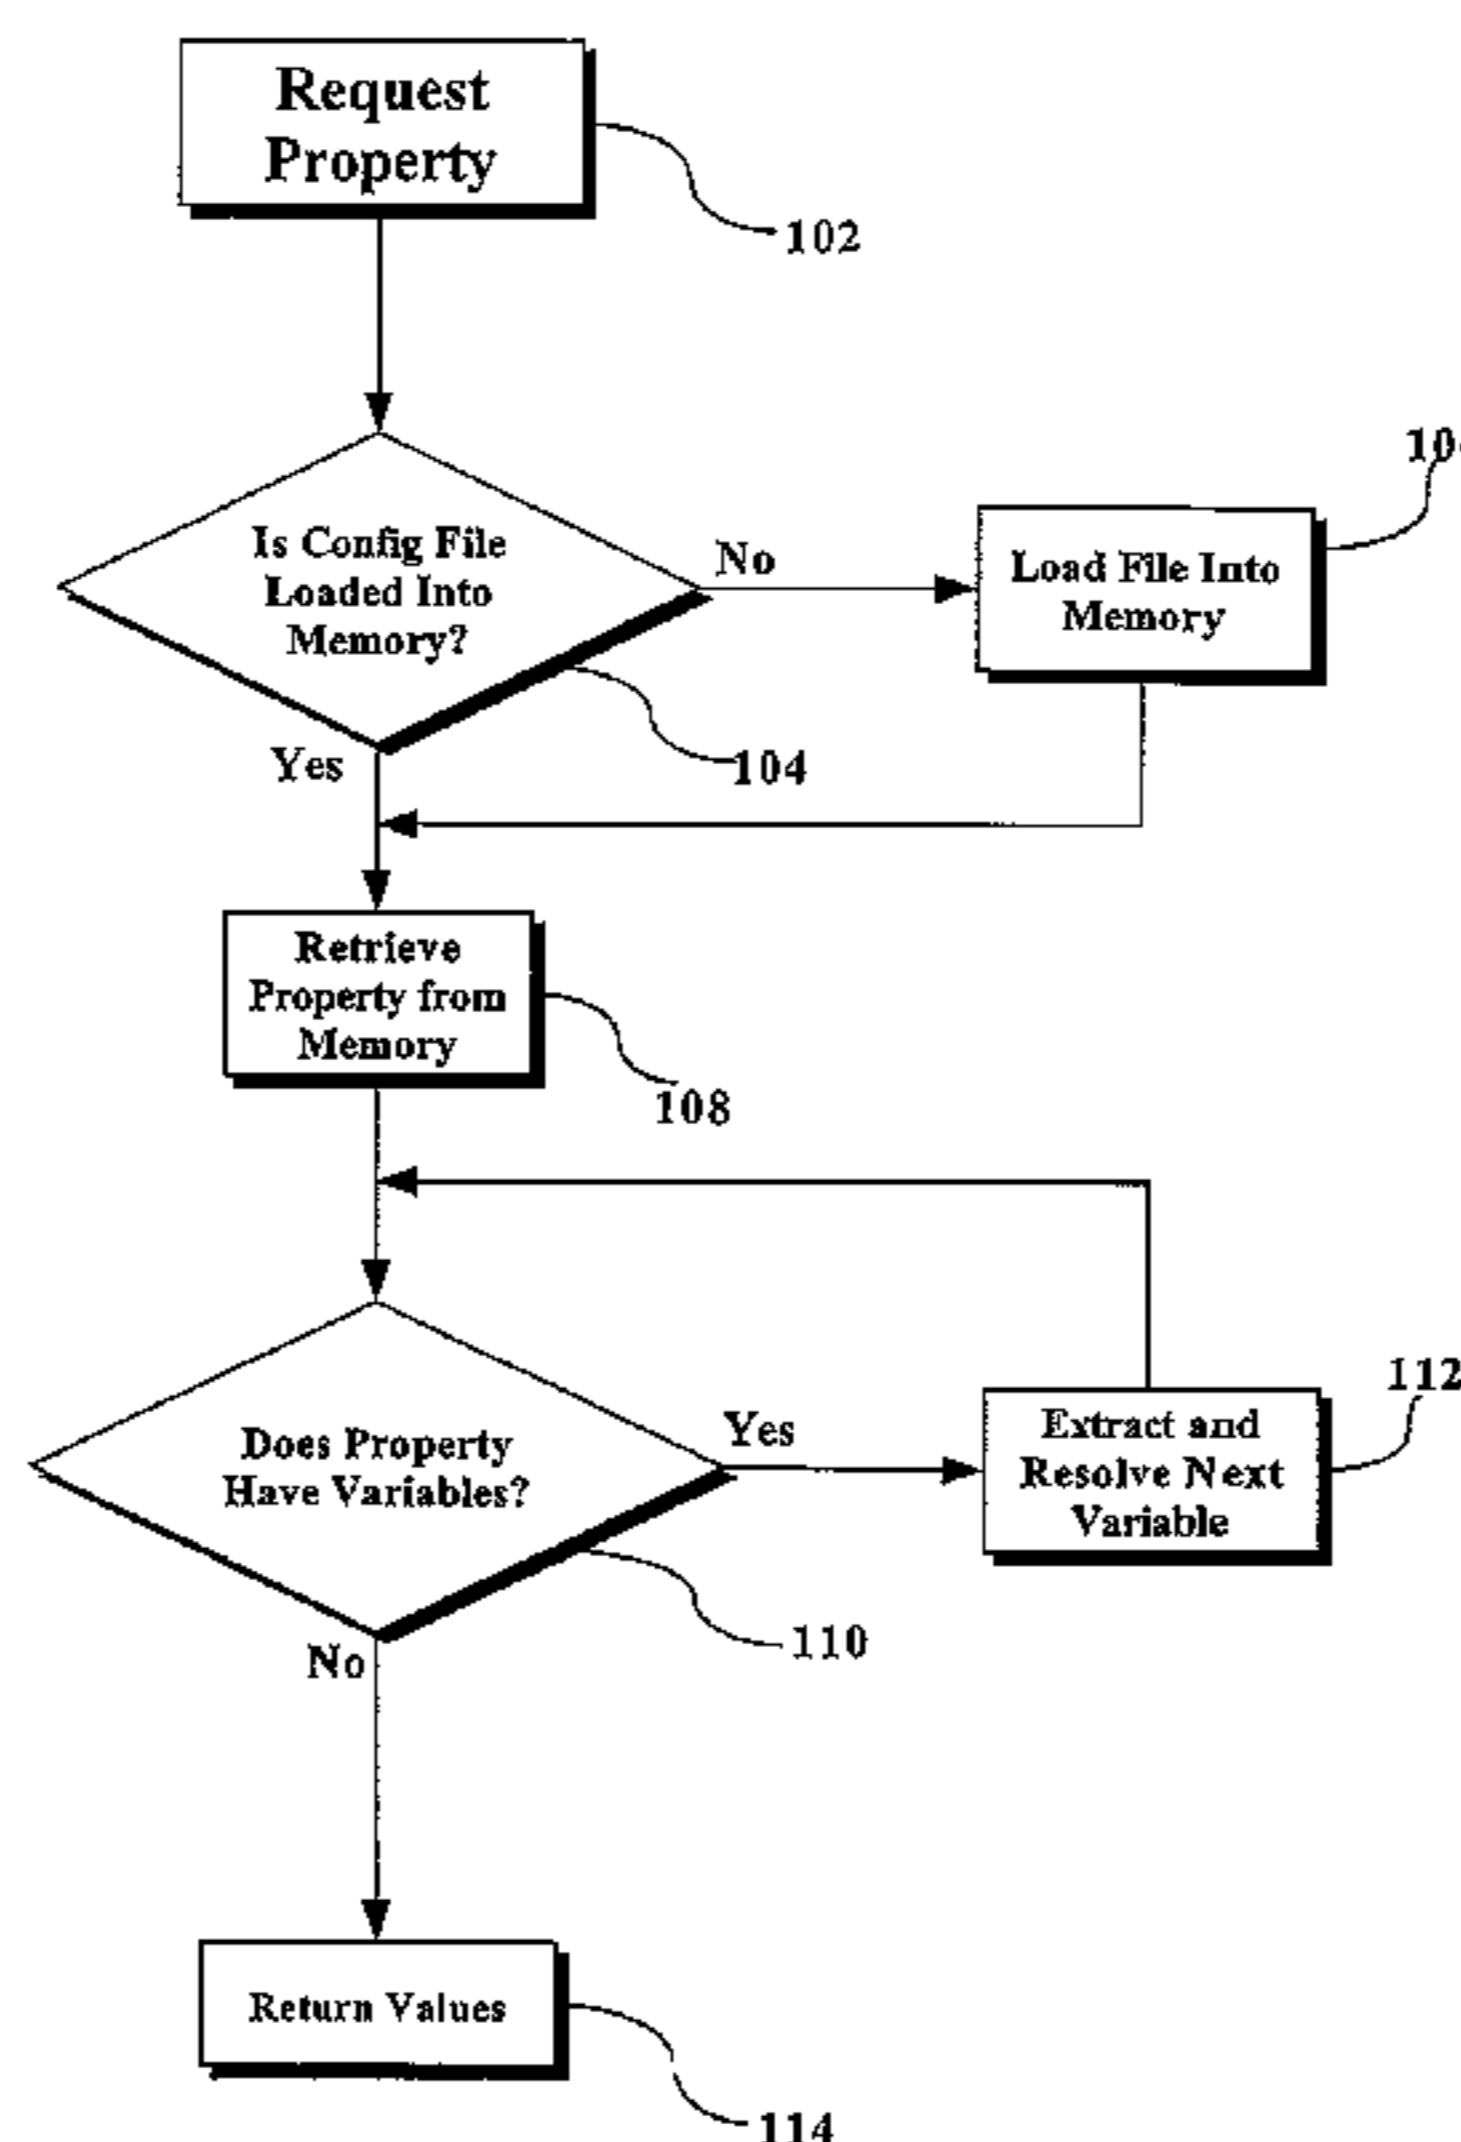 Request
Property
102
Is Config File
Loaded Into
Memory?
No
Load File Into
Memory
104
Yes
Retrieve
Property from
Memory
108
Does Property
Have Variables?
Yes
Extract and
Resolve Next
Variable
112
110
No
Return Values
114